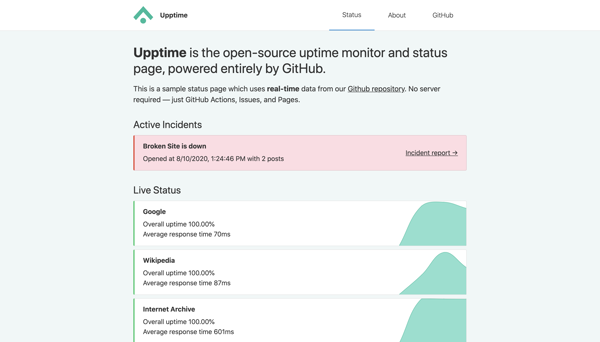 Upptime
Status
About
GitHub
Upptime is the open-source uptime monitor and status
page, powered entirely by GitHub.
This is a sample status page which uses real-time data from our Github repository. No server
required — just GitHub Actions, Issues, and Pages.
Active Incidents
Broken Site is down
Opened at 8/10/2020, 1:24:46 PM with 2 posts
Incident report →
Live Status
Google
Overall uptime 100.00%
Average response time 70ms
Wikipedia
Overall uptime 100.00%
Average response time 87ms
Internet Archive
Overall uptime 100.00%
Average response time 601ms